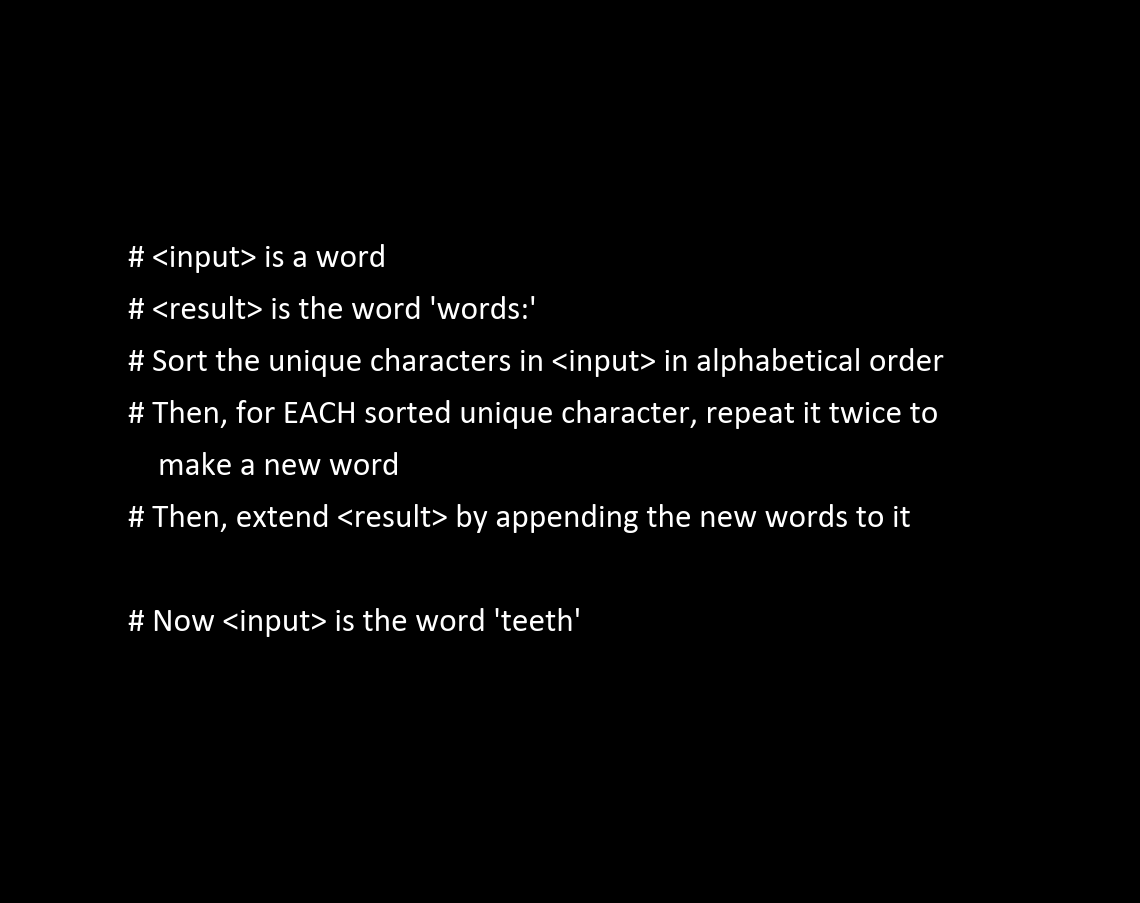 # <input> is a word
# <result> is the word 'words:'
# Sort the unique characters in <input> in alphabetical order
# Then, for EACH sorted unique character, repeat it twice to
make a new word
# Then, extend <result> by appending the new words to it
# Now <input> is the word 'teeth'